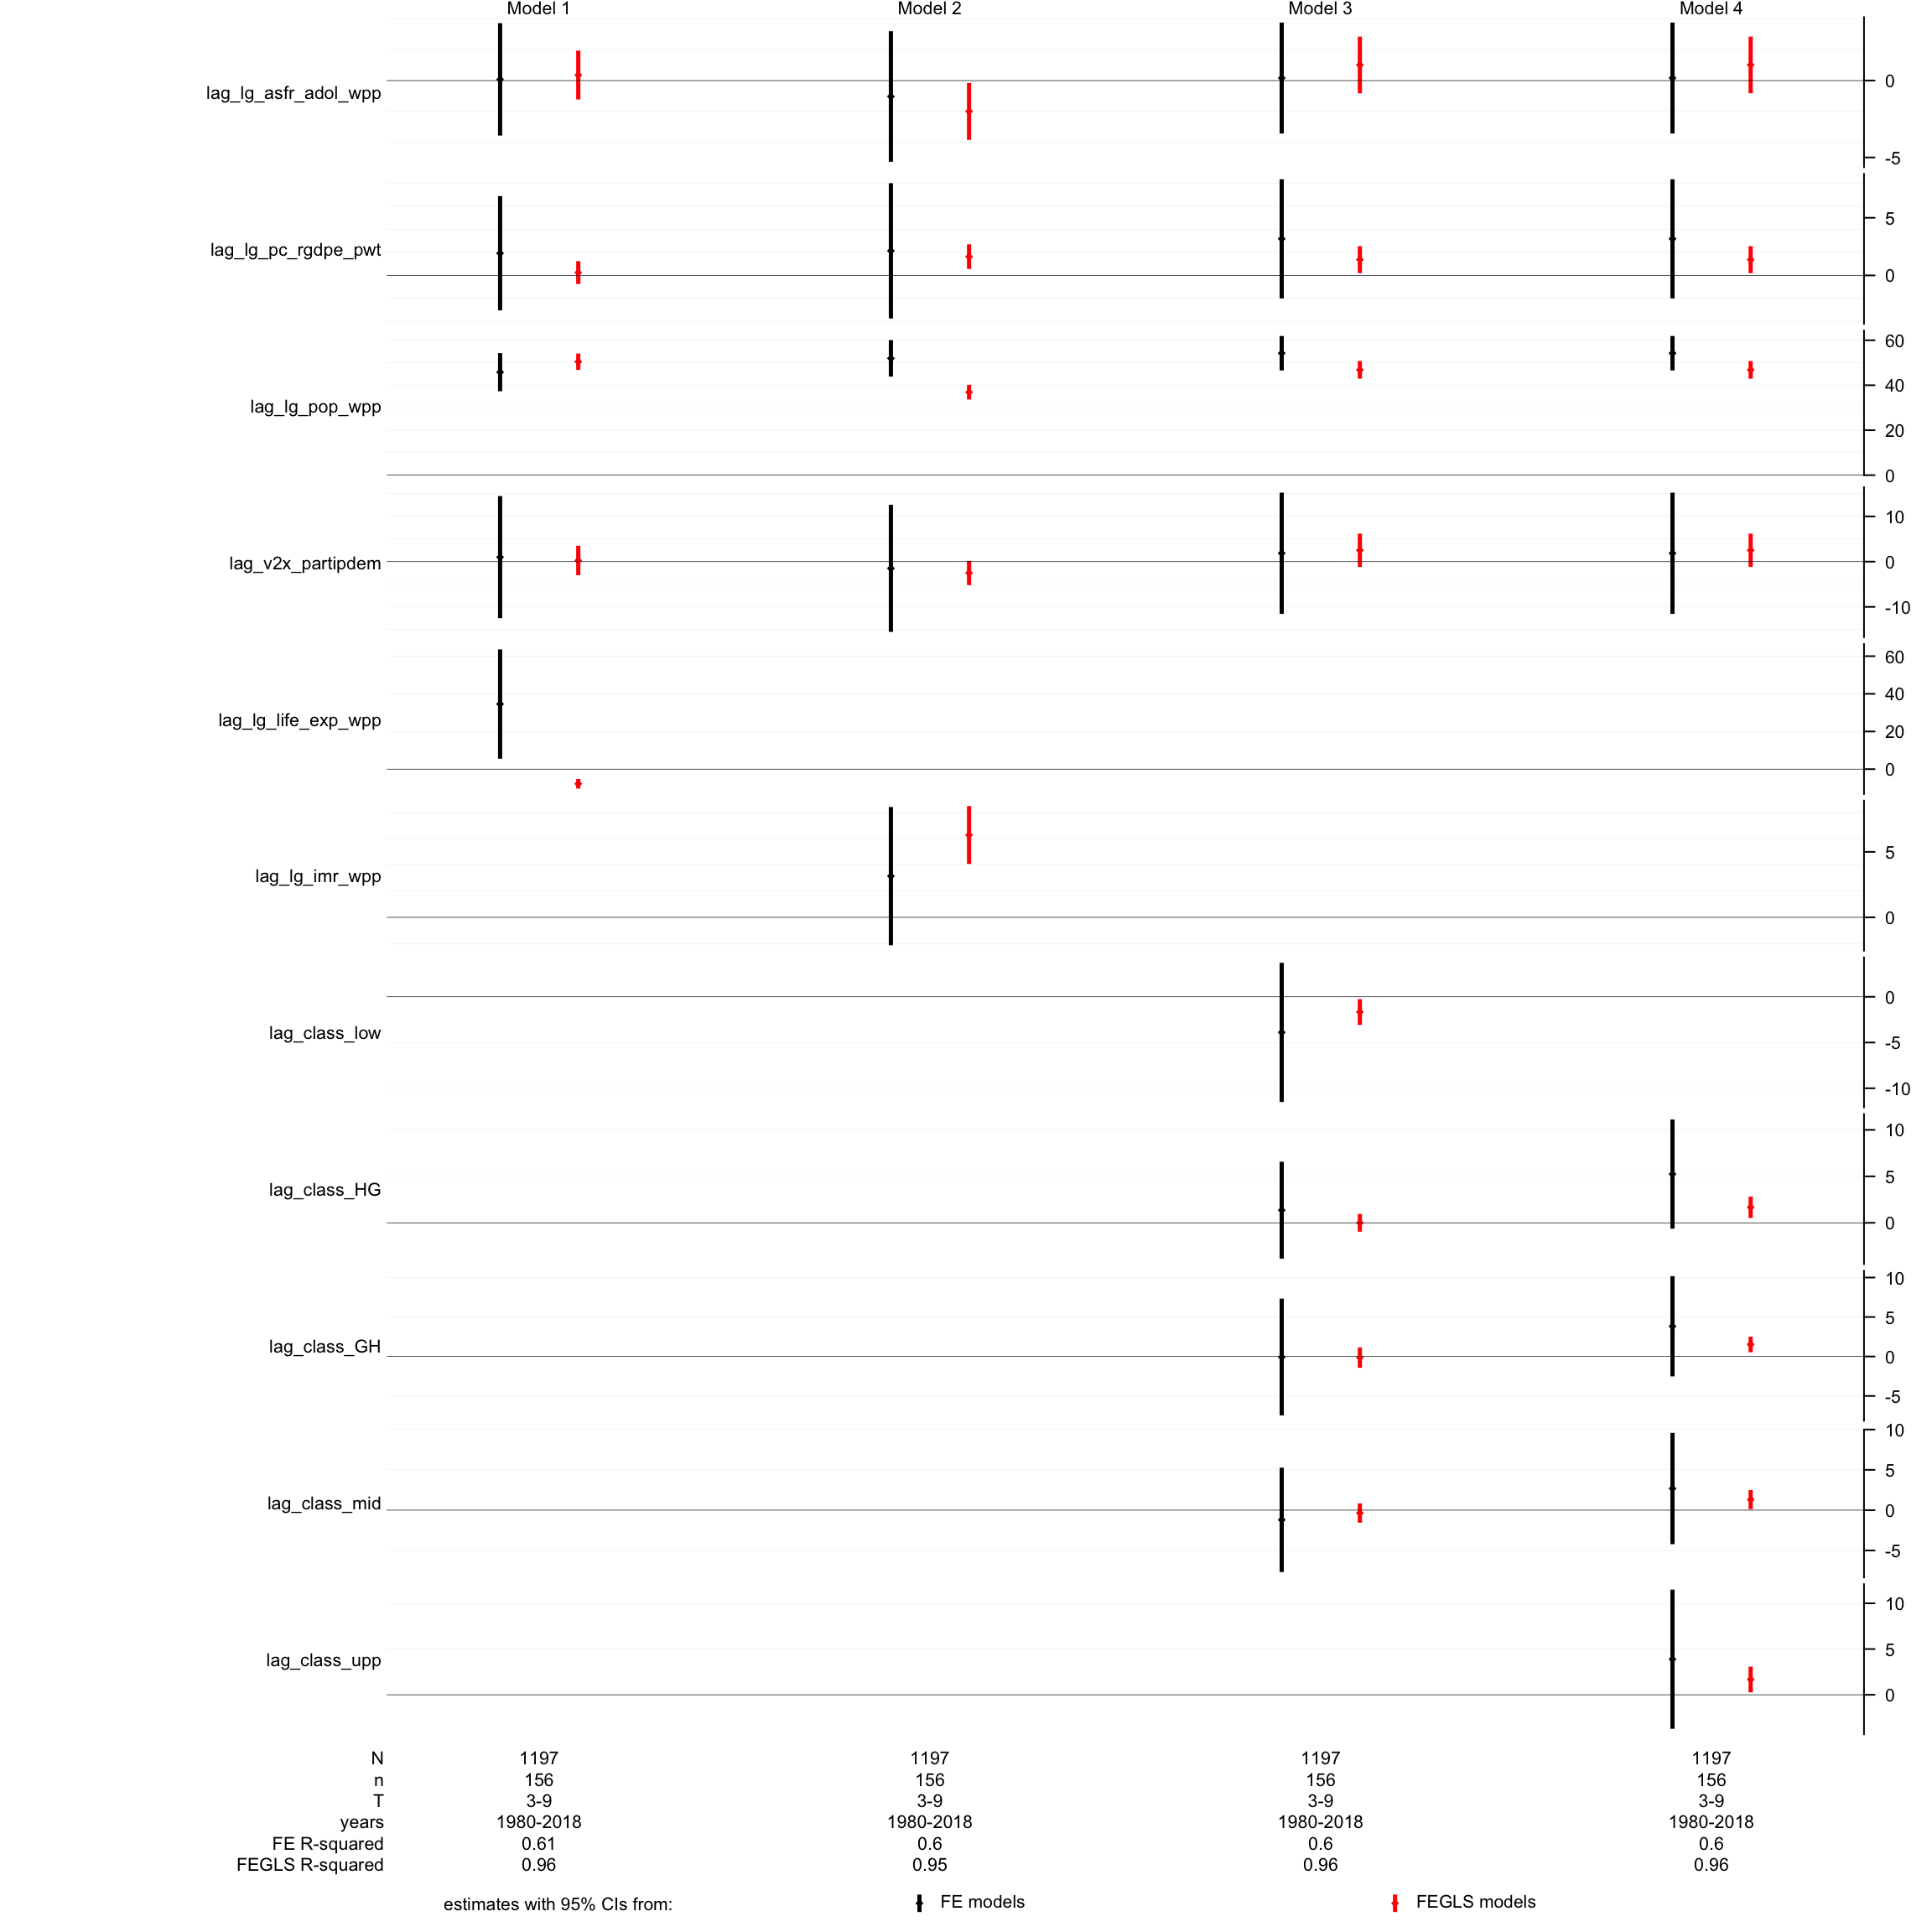 Model 1 Model 2 Model 3 Model 4
lag_lg_asfr_adol_wpp
0
-5
lag_lg_pc_rgdpe_pwt
5
0
lag_lg_pop_wpp
60
40
20
0
lag_v2x_partipdem
10
0
-10
lag_lg_life_exp_wpp
60
40
20
0
lag_lg_imr_wpp
5
0
lag_class_low
0
-5
-10
lag_class_HG
10
5
0
lag_class_GH
10
5
0
-5
lag_class_mid
10
5
0
-5
lag_class_upp
10
5
0
N 1197 1197 1197 1197
n 156 156 156 156
T 3-9 3-9 3-9 3-9
years 1980-2018 1980-2018 1980-2018 1980-2018
FE R-squared 0.61 0.6 0.6 0.6
FEGLS R-squared 0.96 0.95 0.96 0.96
estimates with 95% CIs from: FE models FEGLS models